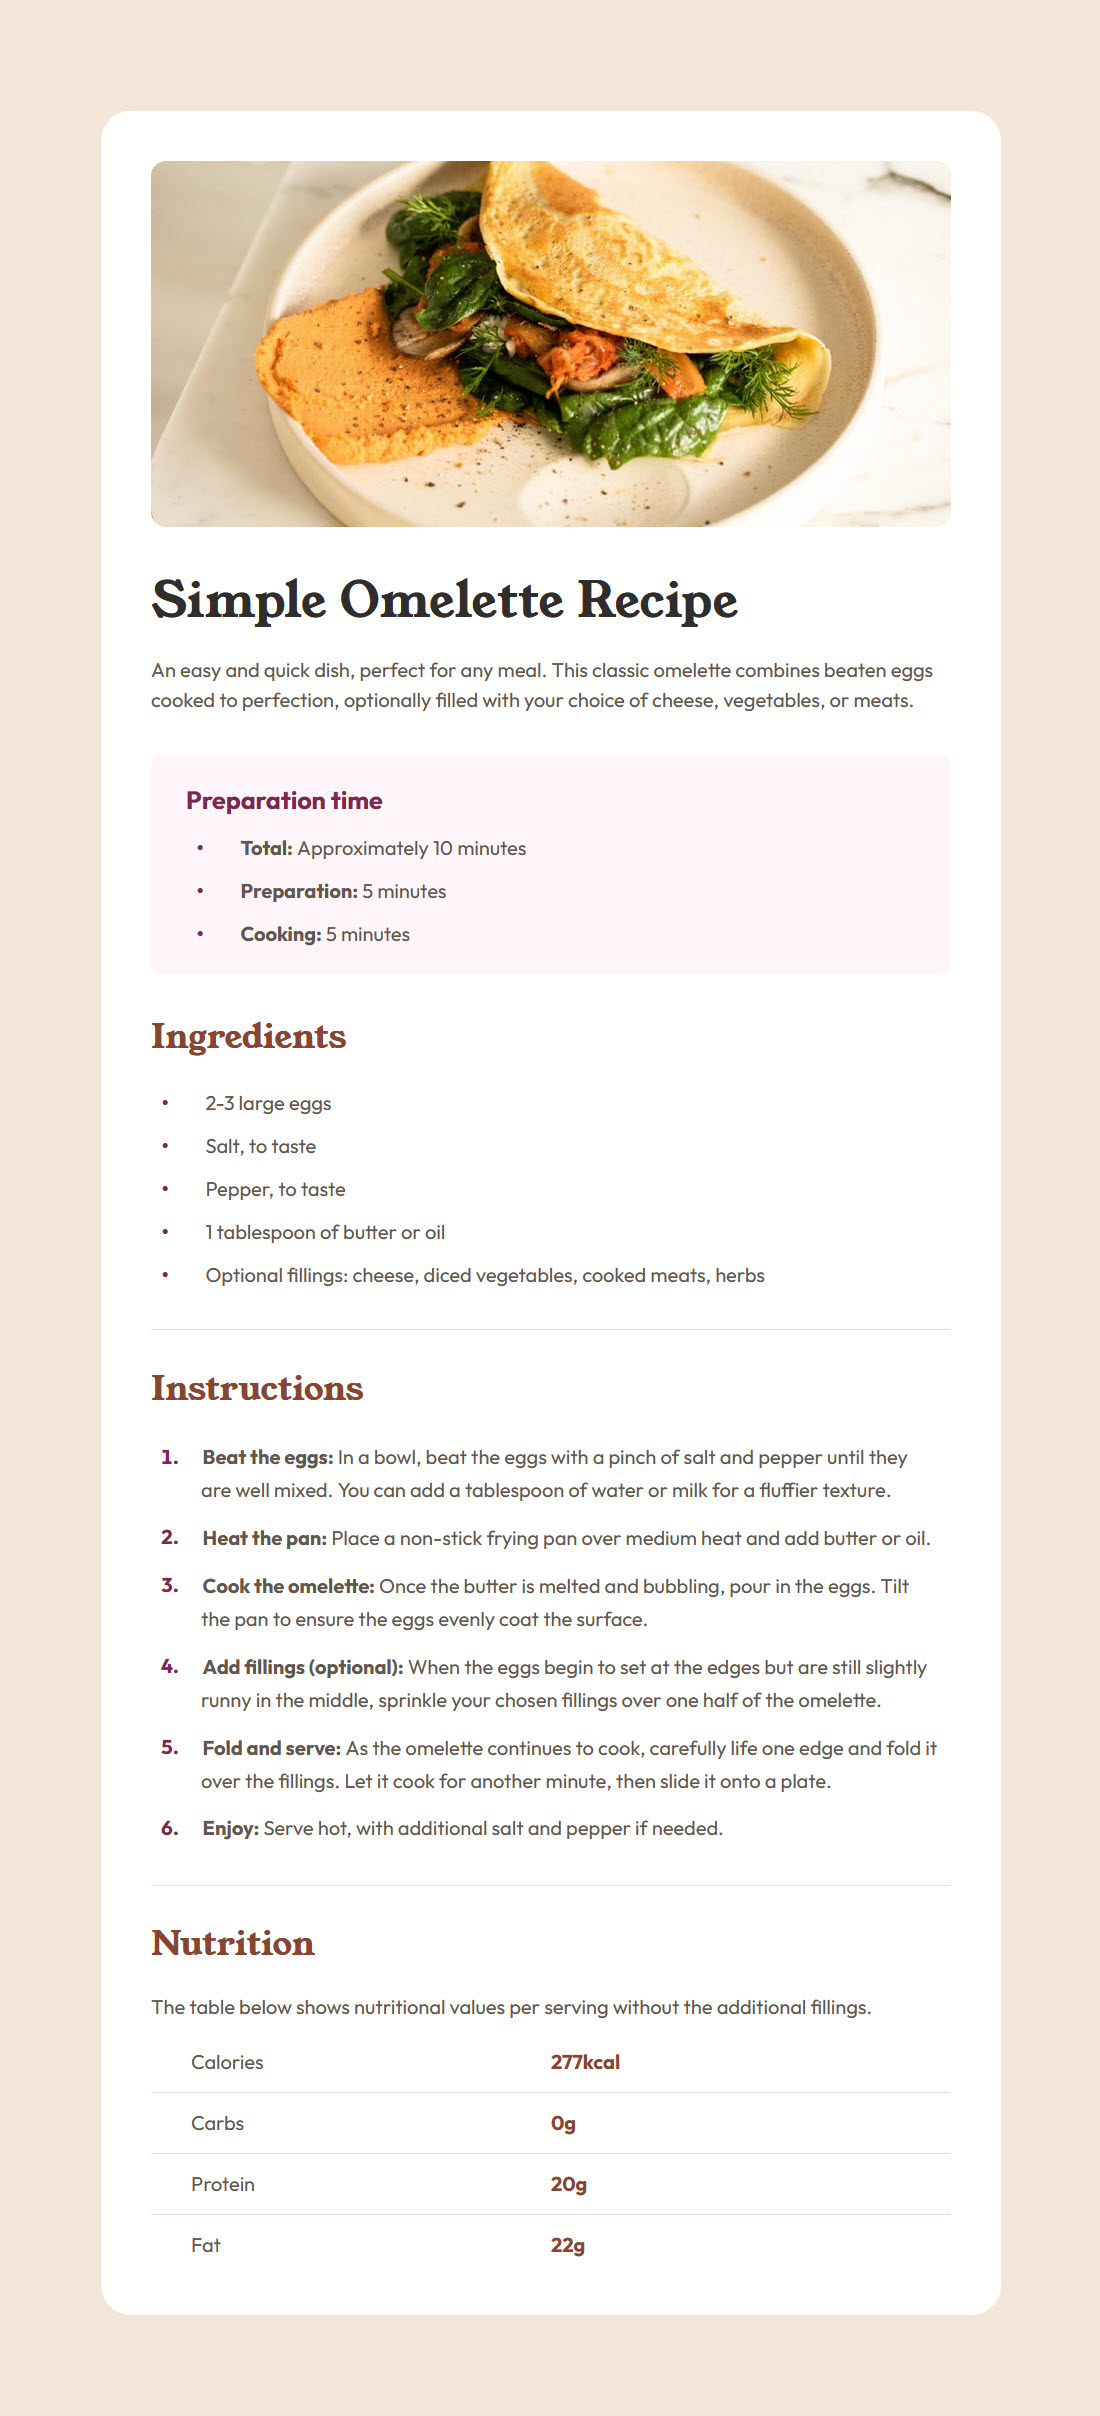 Simple Omelette Recipe
An easy and quick dish, perfect for any meal. This classic omelette combines beaten eggs
cooked to perfection, optionally filled with your choice of cheese, vegetables, or meats.
Preparation time
• Total: Approximately 10 minutes
• Preparation: 5 minutes
• Cooking: 5 minutes
Ingredients
• 2-3 large eggs
• Salt, to taste
• Pepper, to taste
• 1 tablespoon of butter or oil
• Optional fillings: cheese, diced vegetables, cooked meats, herbs
Instructions
1. Beat the eggs: In a bowl, beat the eggs with a pinch of salt and pepper until they
are well mixed. You can add a tablespoon of water or milk for a fluffier texture.
2. Heat the pan: Place a non-stick frying pan over medium heat and add butter or oil.
3. Cook the omelette: Once the butter is melted and bubbling, pour in the eggs. Tilt
the pan to ensure the eggs evenly coat the surface.
4. Add fillings (optional): When the eggs begin to set at the edges but are still slightly
runny in the middle, sprinkle your chosen fillings over one half of the omelette.
5. Fold and serve: As the omelette continues to cook, carefully life one edge and fold it
over the fillings. Let it cook for another minute, then slide it onto a plate.
6. Enjoy: Serve hot, with additional salt and pepper if needed.
Nutrition
The table below shows nutritional values per serving without the additional fillings.
Calories 277kcal
Carbs 0g
Protein 20g
Fat 22g